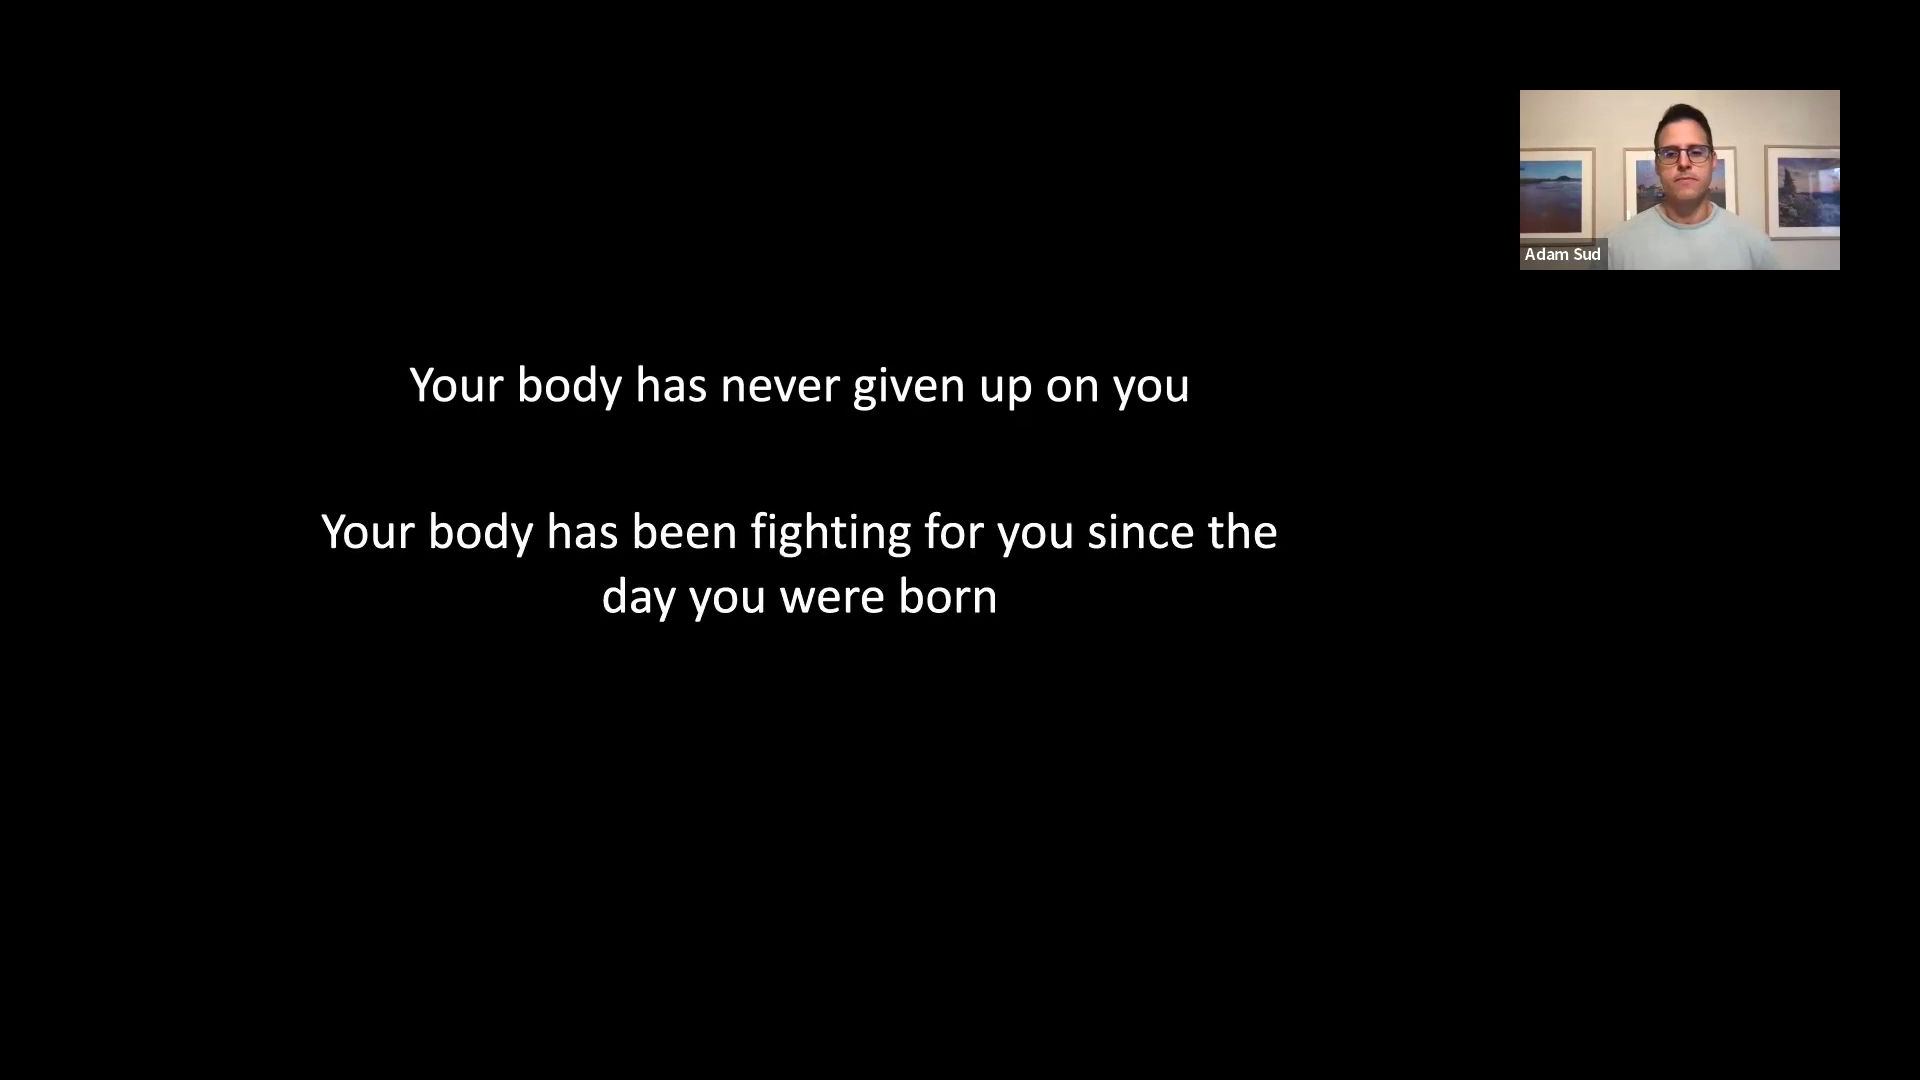 Your body has never given up on you
Your body has been fighting for you since the
day you were born
Adam Sud